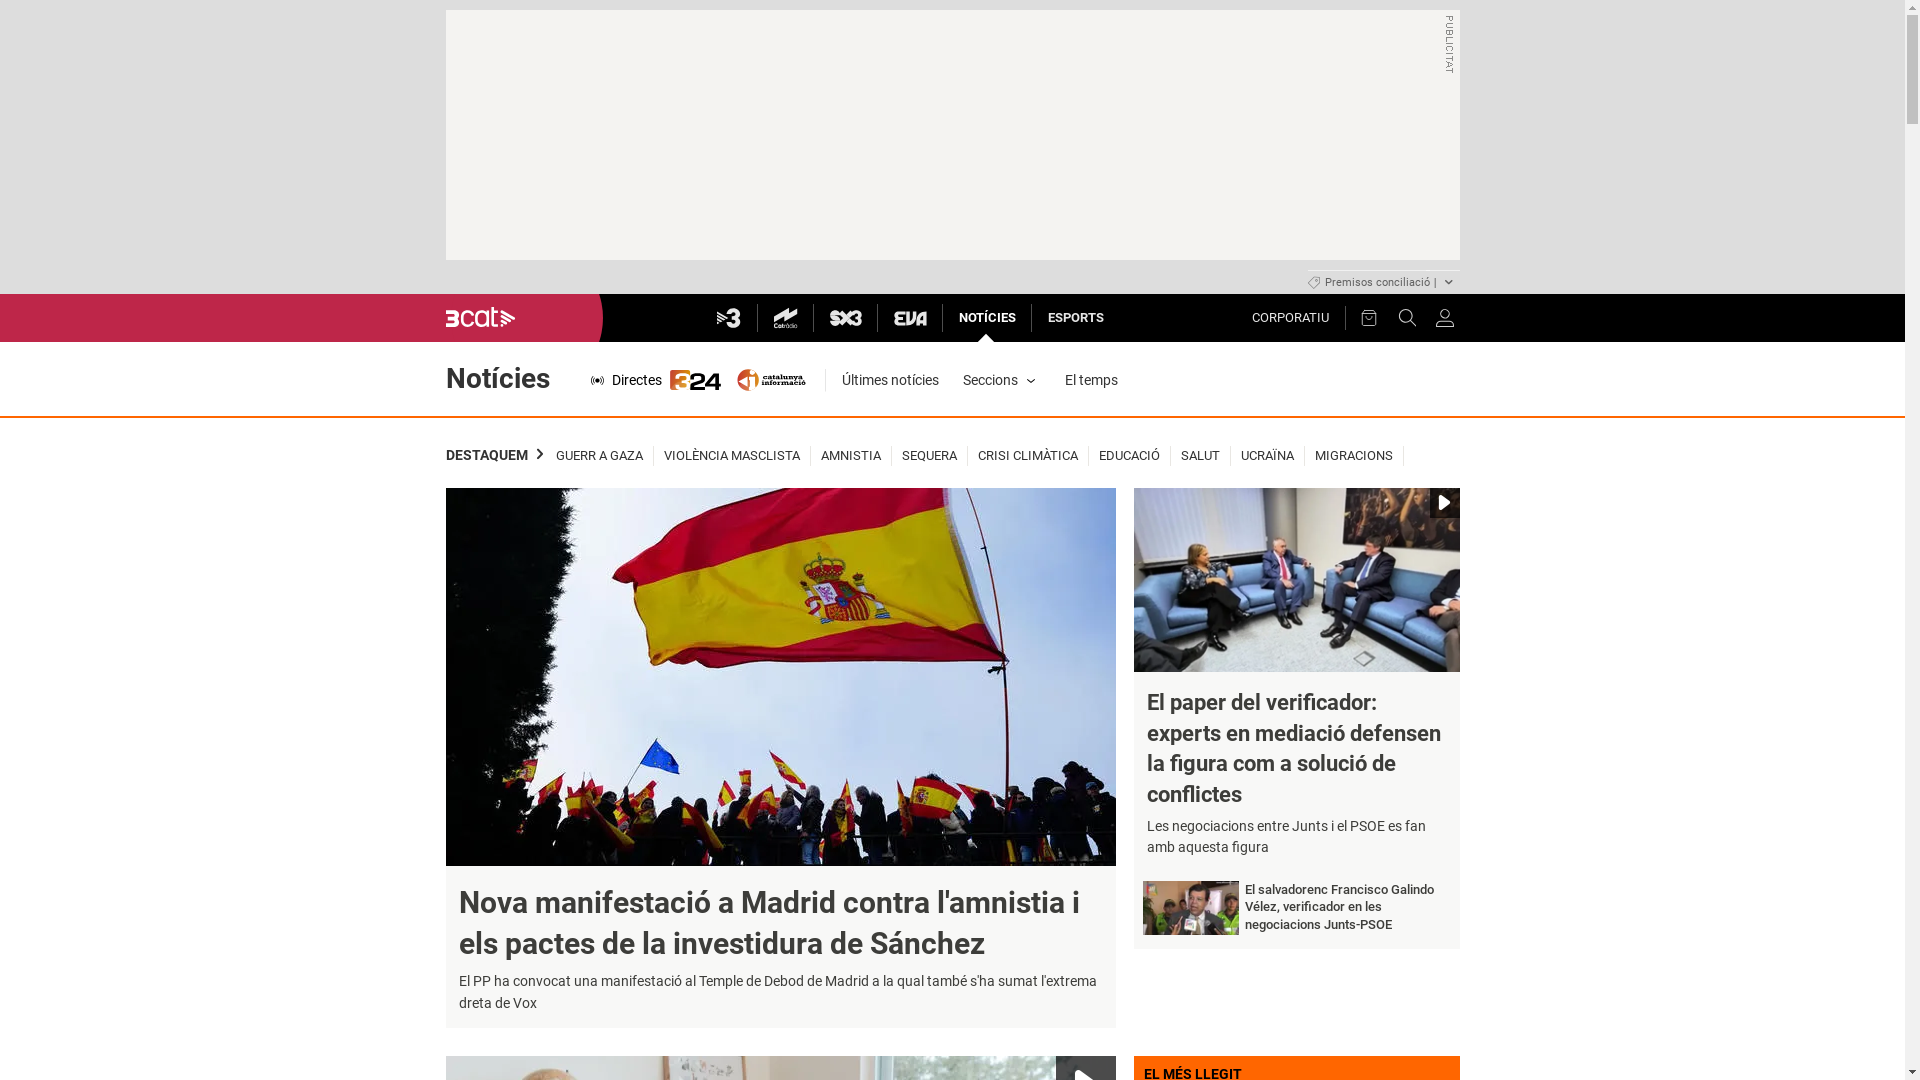 PUBLICITAT
Premisos conciliació |
3cat
3
Catràdio
SX3
EVA
NOTÍCIES
ESPORTS
CORPORATIU
Notícies
Directes
324
catalunya
informació
Últimes notícies
Seccions
El temps
DESTAQUEM
GUERR A GAZA
VIOLÈNCIA MASCLISTA
AMNISTIA
SEQUERA
CRISI CLIMÀTICA
EDUCACIÓ
SALUT
UCRAÏNA
MIGRACIONS
Nova manifestació a Madrid contra l'amnistia i
els pactes de la investidura de Sánchez
El PP ha convocat una manifestació al Temple de Debod de Madrid a la qual també s'ha sumat l'extrema
dreta de Vox
El paper del verificador:
experts en mediació defensen
la figura com a solució de
conflictes
Les negociacions entre Junts i el PSOE es fan
amb aquesta figura
El salvadorenc Francisco Galindo
Vélez, verificador en les
negociacions Junts-PSOE
EL MÉS LLEGIT